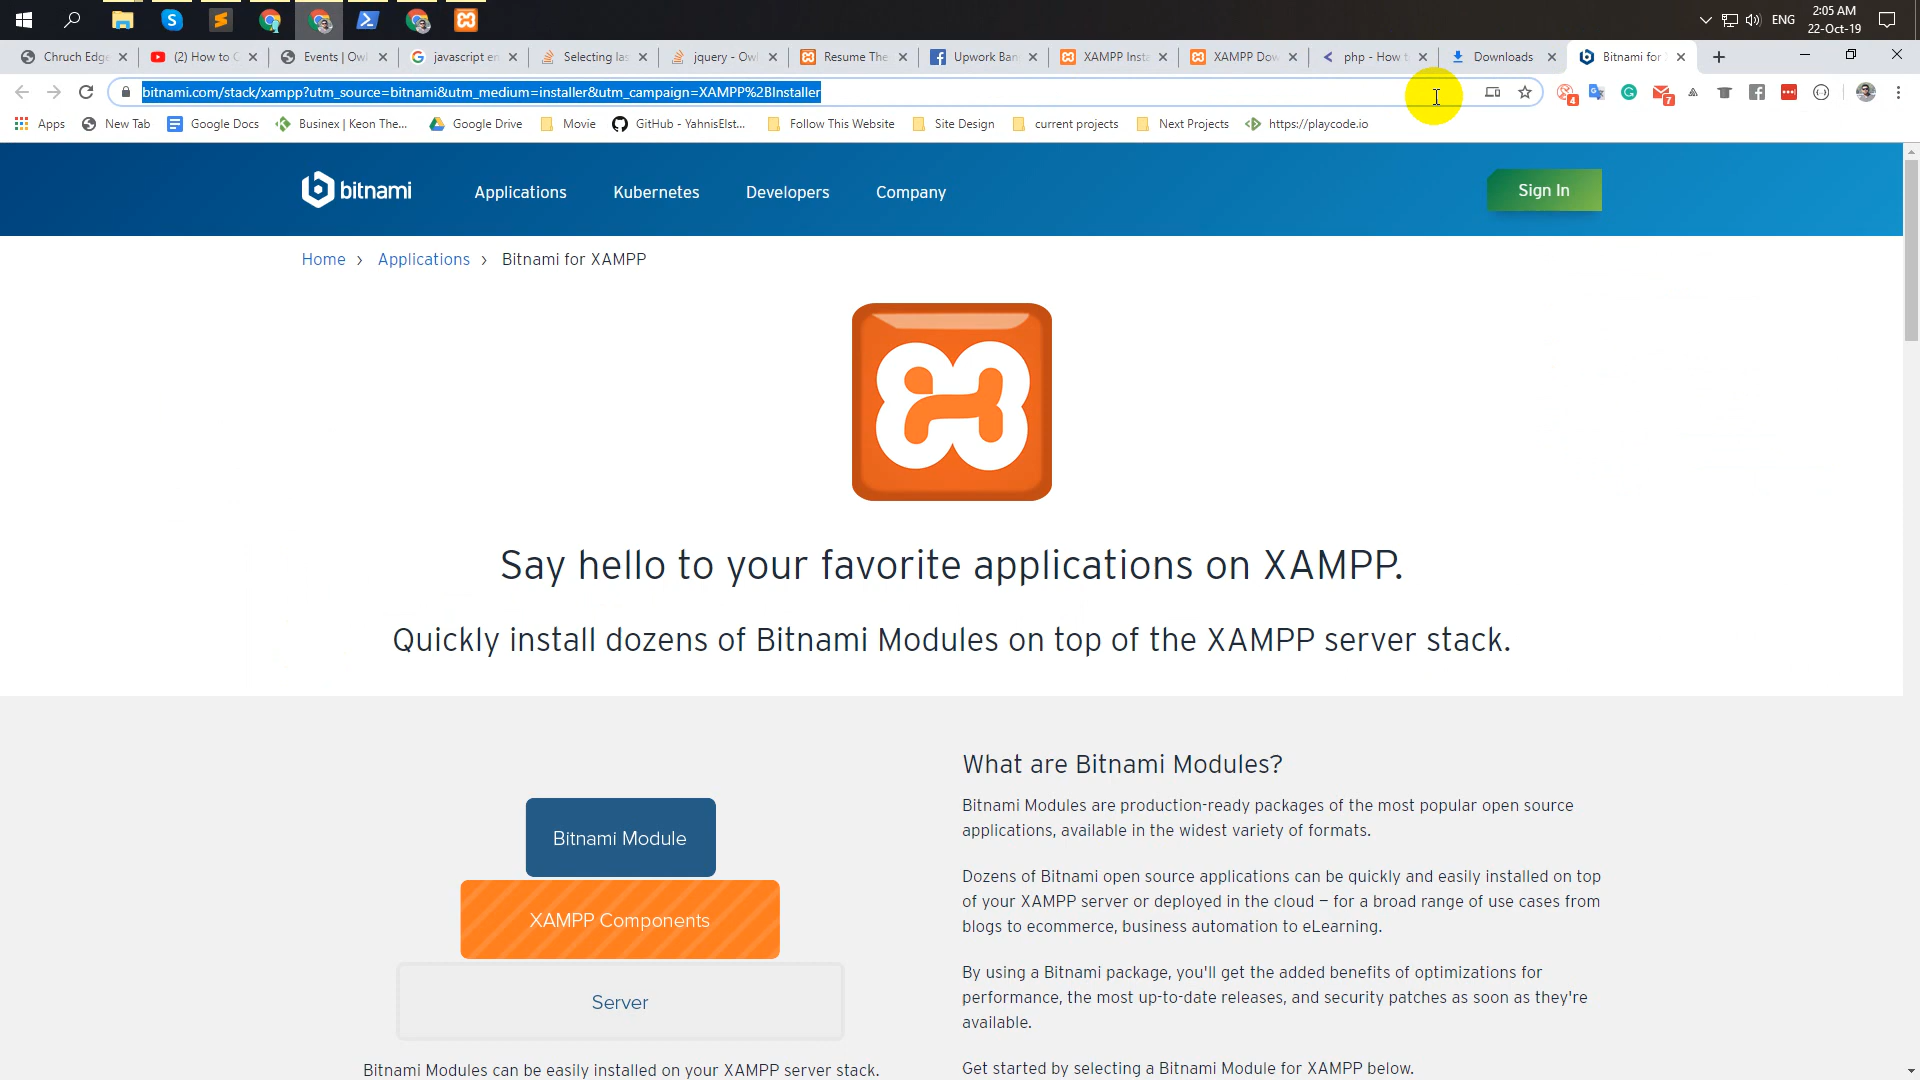 ENG
2:05 AM
22-Oct-19
Chruch Edge
(2) How to C
Events | Owl
javascript en
Selecting las
jquery - Owl
Resume The
Upwork Ban
XAMPP Insta
XAMPP Dow
php - How t
Downloads
Bitnami for
bitnami.com/stack/xampp?utm_source=bitnami&utm_medium=installer&utm_campaign=XAMPP%2BInstaller
4
7
Apps
New Tab
Google Docs
Businex | Keon The...
Google Drive
Movie
GitHub - YahnisElst...
Follow This Website
Site Design
current projects
Next Projects
https://playcode.io
bitnami
Applications
Kubernetes
Developers
Company
Sign In
Home › Applications › Bitnami for XAMPP
Say hello to your favorite applications on XAMPP.
Quickly install dozens of Bitnami Modules on top of the XAMPP server stack.
Bitnami Module
XAMPP Components
Server
Bitnami Modules can be easily installed on your XAMPP server stack.
What are Bitnami Modules?
Bitnami Modules are production-ready packages of the most popular open source
applications, available in the widest variety of formats.
Dozens of Bitnami open source applications can be quickly and easily installed on top
of your XAMPP server or deployed in the cloud – for a broad range of use cases from
blogs to ecommerce, business automation to eLearning.
By using a Bitnami package, you'll get the added benefits of optimizations for
performance, the most up-to-date releases, and security patches as soon as they're
available.
Get started by selecting a Bitnami Module for XAMPP below.